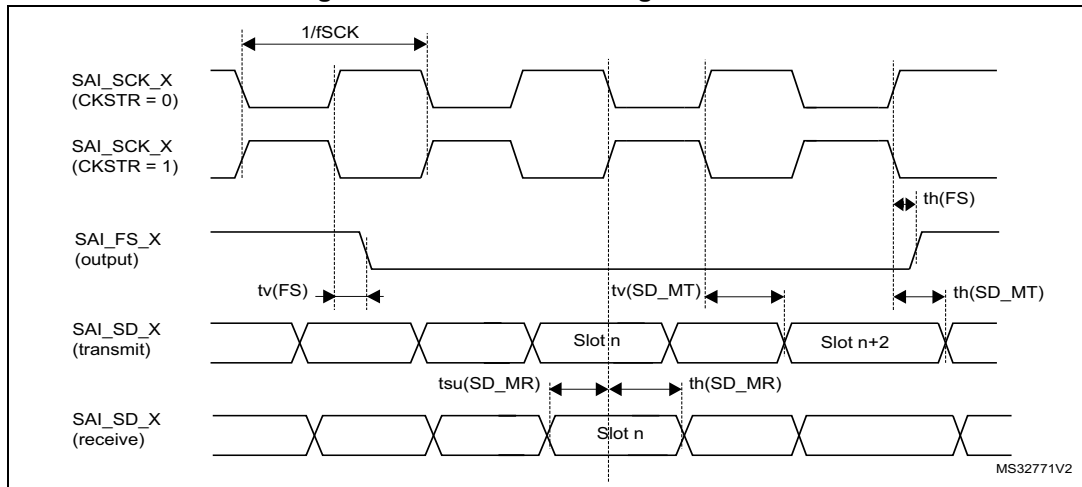 1/fSCK
SAI_SCK_X
(CKSTR = 0)
SAI_SCK_X
(CKSTR = 1)
th(FS)
SAI_FS_X
(output)
tv(FS)
tv(SD_MT)
th(SD_MT)
SAI_SD_X
(transmit)
Slot n
Slot n+2
tsu(SD_MR)
th(SD_MR)
SAI_SD_X
(receive)
Slot n
MS32771V2